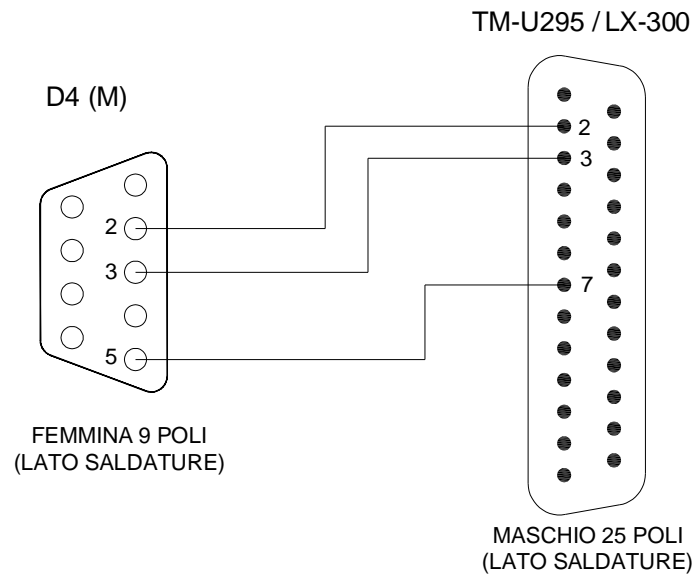 TM-U295 / LX-300
D4 (M)
2
3
7
2
3
5
FEMMINA 9 POLI
(LATO SALDATURE)
MASCHIO 25 POLI
(LATO SALDATURE)